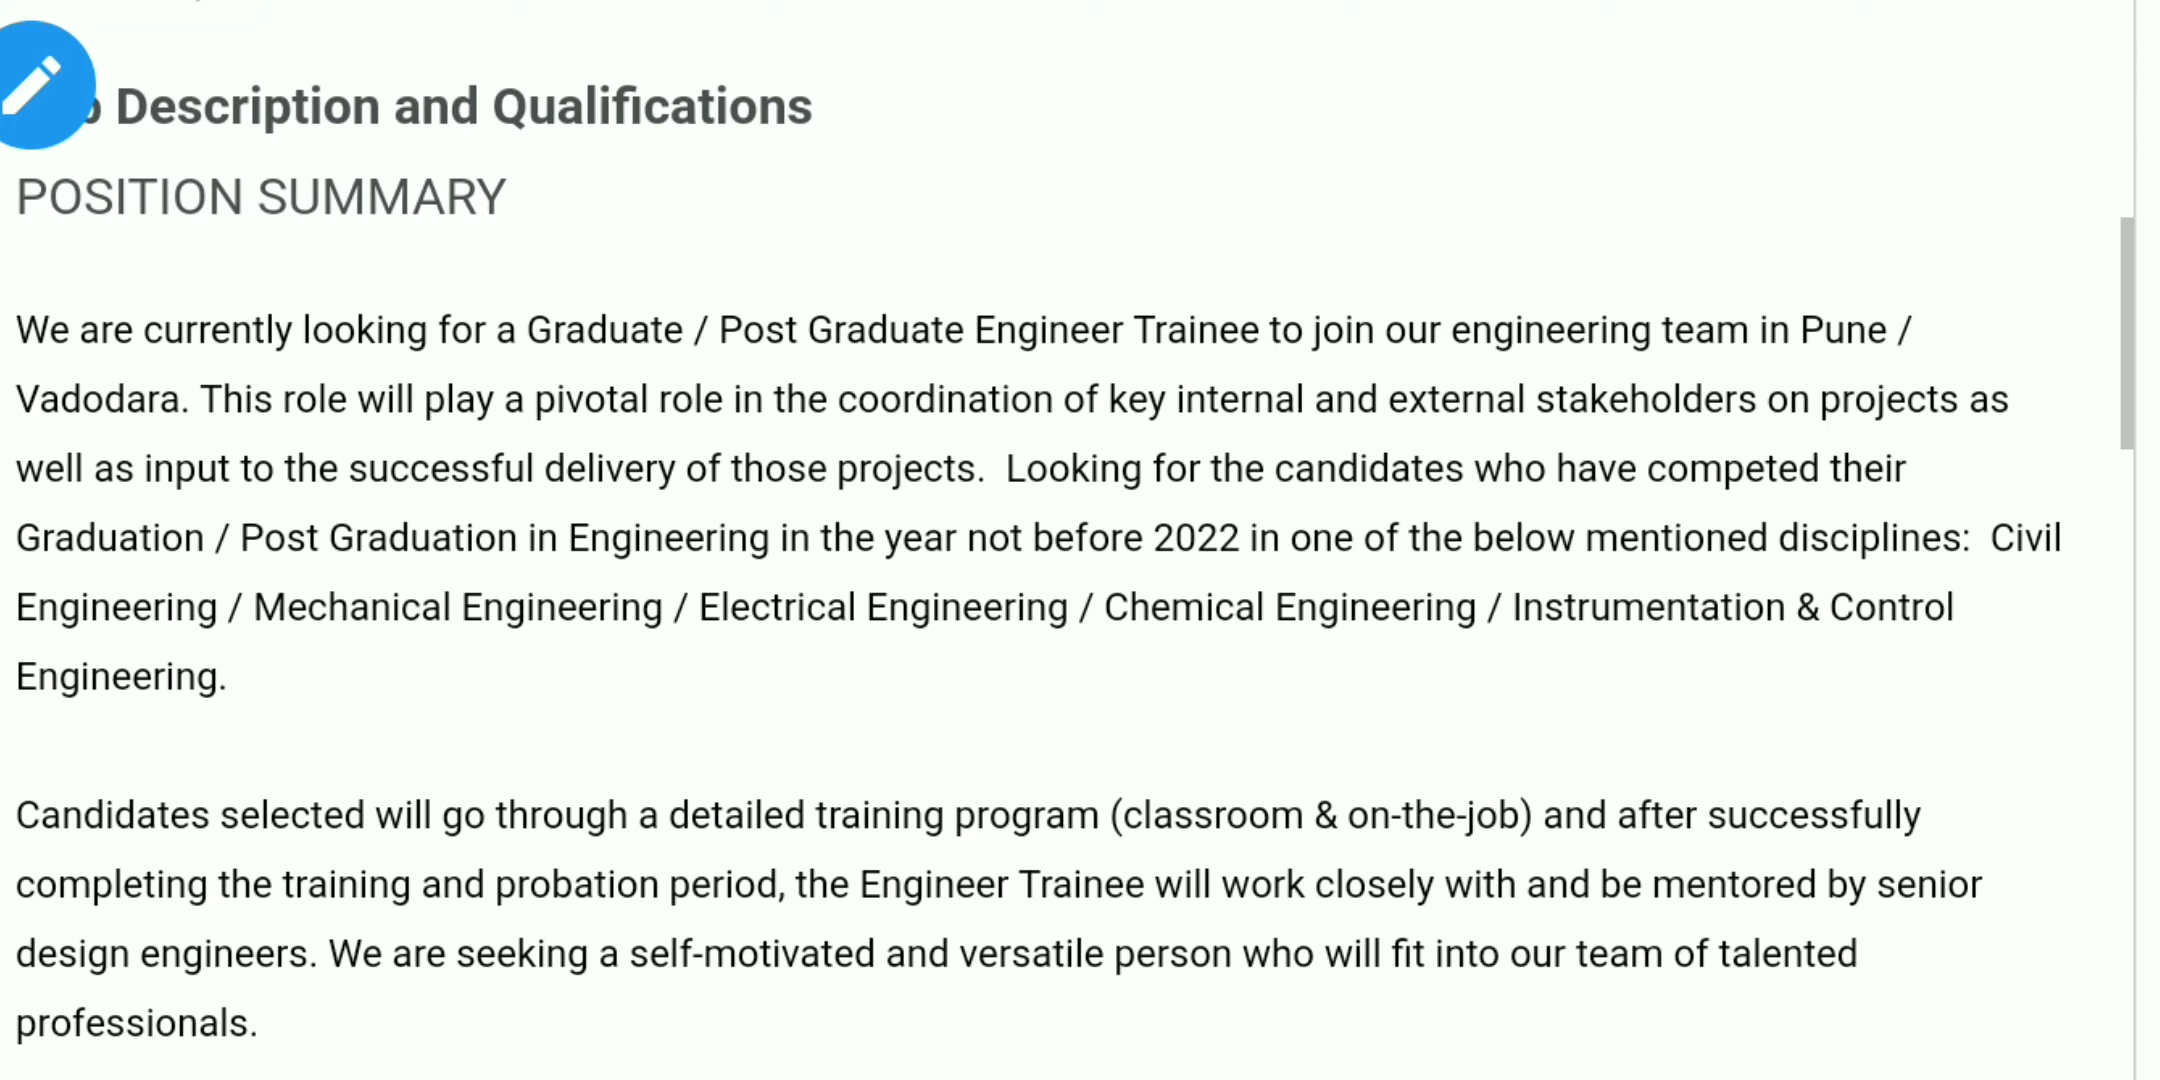 Description and Qualifications
POSITION SUMMARY
We are currently looking for a Graduate / Post Graduate Engineer Trainee to join our engineering team in Pune /
Vadodara. This role will play a pivotal role in the coordination of key internal and external stakeholders on projects as
well as input to the successful delivery of those projects.  Looking for the candidates who have competed their
Graduation / Post Graduation in Engineering in the year not before 2022 in one of the below mentioned disciplines:  Civil
Engineering / Mechanical Engineering / Electrical Engineering / Chemical Engineering / Instrumentation & Control
Engineering.
Candidates selected will go through a detailed training program (classroom & on-the-job) and after successfully
completing the training and probation period, the Engineer Trainee will work closely with and be mentored by senior
design engineers. We are seeking a self-motivated and versatile person who will fit into our team of talented
professionals.